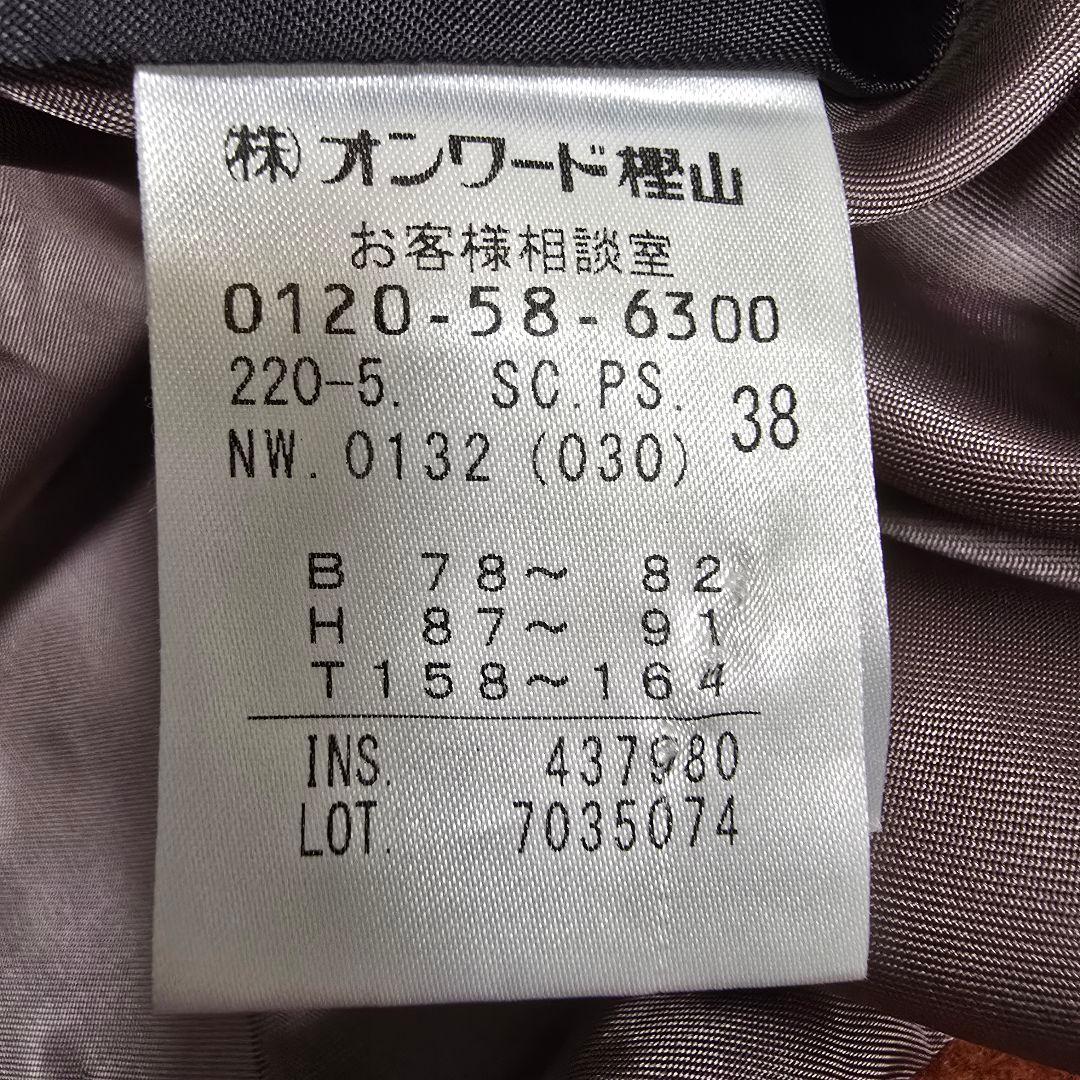 (株)オンワード樫山
お客様相談室
0120-58-6300
220-5. SC.PS. 38
NW.0132(030)
B 78～ 82
H 87～ 91
T158～164
INS. 437980
LOT. 7035074